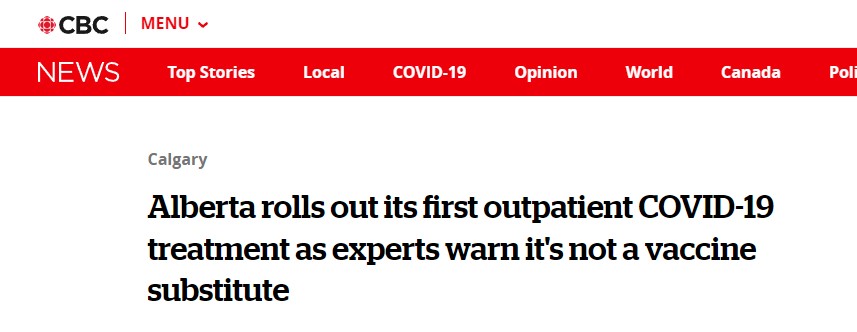 CBC MENU
NEWS Top Stories Local COVID-19 Opinion World Canada Poli
Calgary
Alberta rolls out its first outpatient COVID-19
treatment as experts warn it's not a vaccine
substitute